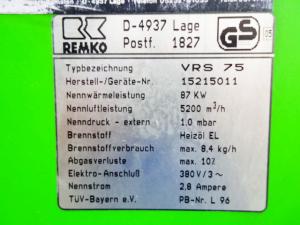 D-4937 Lage
REMKO Postf. 1827 GS
Typbezeichnung VRS 75
Herstell-/Geräte-Nr. 15215011
Nennwärmeleistung 87 KW
Nennluftleistung 5200 m³/h
Nenndruck - extern 1,0 mbar
Brennstoff Heizöl EL
Brennstoffverbrauch max. 8,4 kg/h
Abgasverluste max. 10%
Elektro-Anschluß 380V/3~
Nennstrom 2,8 Ampere
TÜV-Bayern e.V. PB-Nr. L 96